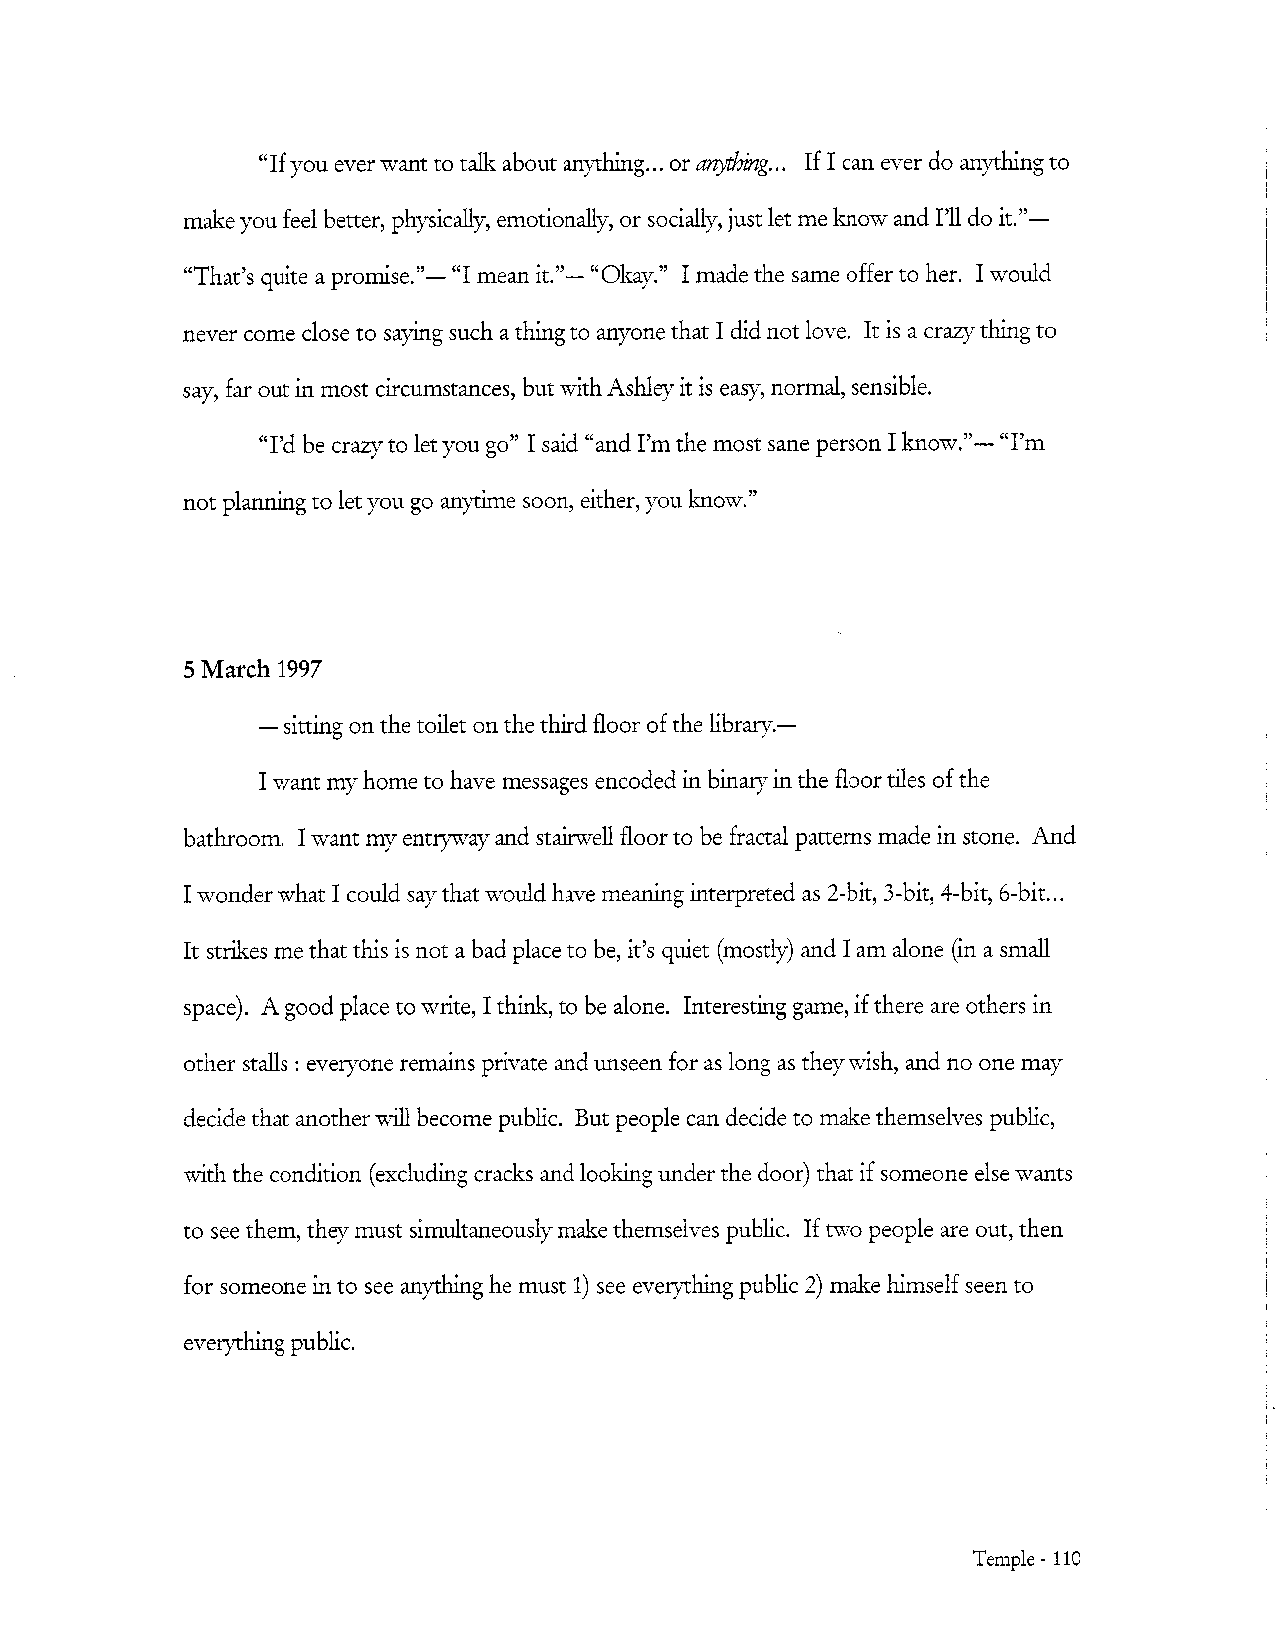 “If you ever want to talk about anything... or anything... If I can ever do anything to
make you feel better, physically, emotionally, or socially, just let me know and I’ll do it.”—
“That’s quite a promise.”— “I mean it.”— “Okay.” I made the same offer to her. I would
never come close to saying such a thing to anyone that I did not love. It is a crazy thing to
say, far out in most circumstances, but with Ashley it is easy, normal, sensible.
“I’d be crazy to let you go” I said “and I’m the most sane person I know.”— “I’m
not planning to let you go anytime soon, either, you know.”
5 March 1997
— sitting on the toilet on the third floor of the library.—
I want my home to have messages encoded in binary in the floor tiles of the
bathroom. I want my entryway and stairwell floor to be fractal patterns made in stone. And
I wonder what I could say that would have meaning interpreted as 2-bit, 3-bit, 4-bit, 6-bit...
It strikes me that this is not a bad place to be, it’s quiet (mostly) and I am alone (in a small
space). A good place to write, I think, to be alone. Interesting game, if there are others in
other stalls : everyone remains private and unseen for as long as they wish, and no one may
decide that another will become public. But people can decide to make themselves public,
with the condition (excluding cracks and looking under the door) that if someone else wants
to see them, they must simultaneously make themselves public. If two people are out, then
for someone in to see anything he must 1) see everything public 2) make himself seen to
everything public.
Temple - 110